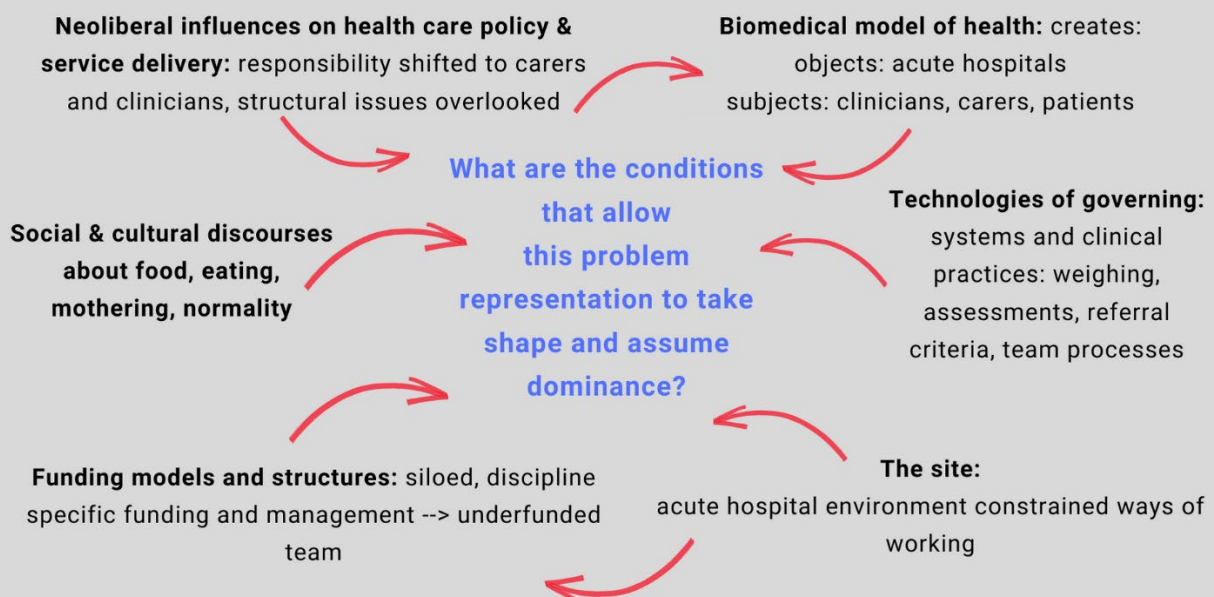 Neoliberal influences on health care policy &
service delivery: responsibility shifted to carers
and clinicians, structural issues overlooked
Biomedical model of health: creates:
objects: acute hospitals
subjects: clinicians, carers, patients
What are the conditions
that allow
this problem
representation to take
shape and assume
dominance?
Social & cultural discourses
about food, eating,
mothering, normality
Technologies of governing:
systems and clinical
practices: weighing,
assessments, referral
criteria, team processes
Funding models and structures: siloed, discipline
specific funding and management --> underfunded
team
The site:
acute hospital environment constrained ways of
working